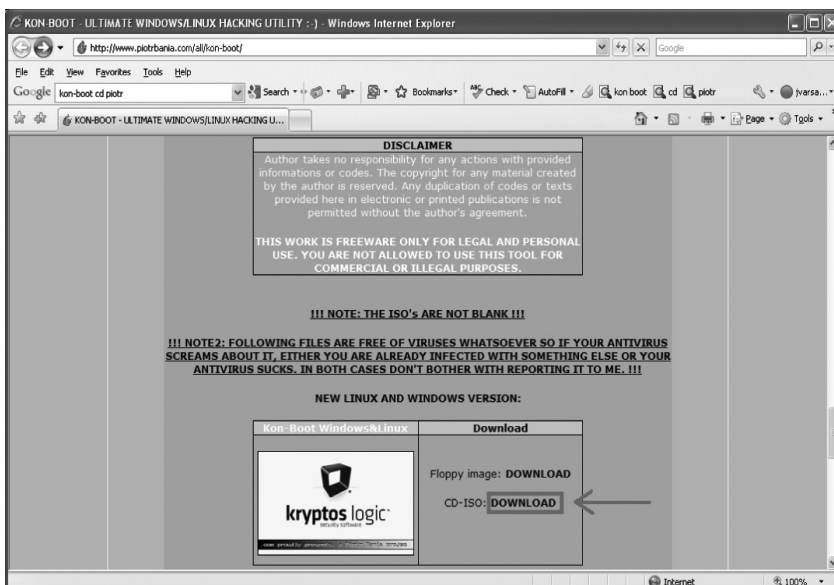 KON-BOOT - ULTIMATE WINDOWS/LINUX HACKING UTILITY :-) - Windows Internet Explorer
http://www.piotrbania.com/all/kon-boot/
Google
File Edit View Favorites Tools Help
Google kon-boot cd piotr Search Bookmarks Check AutoFill kon boot cd piotr jvarsa...
KON-BOOT - ULTIMATE WINDOWS/LINUX HACKING U... Page Tools
DISCLAIMER
Author takes no responsibility for any actions with provided
informations or codes. The copyright for any material created
by the author is reserved. Any duplication of codes or texts
provided here in electronic or printed publications is not
permitted without the author's agreement.
THIS WORK IS FREEWARE ONLY FOR LEGAL AND PERSONAL
USE. YOU ARE NOT ALLOWED TO USE THIS TOOL FOR
COMMERCIAL OR ILLEGAL PURPOSES.
!!! NOTE: THE ISO's ARE NOT BLANK !!!
!!! NOTE2: FOLLOWING FILES ARE FREE OF VIRUSES WHATSOEVER SO IF YOUR ANTIVIRUS
SCREAMS ABOUT IT, EITHER YOU ARE ALREADY INFECTED WITH SOMETHING ELSE OR YOUR
ANTIVIRUS SUCKS. IN BOTH CASES DON'T BOTHER WITH REPORTING IT TO ME. !!!
NEW LINUX AND WINDOWS VERSION:
Kon-Boot Windows&Linux Download
kryptos logic
security software
Floppy image: DOWNLOAD
CD-ISO: DOWNLOAD
Internet 100%